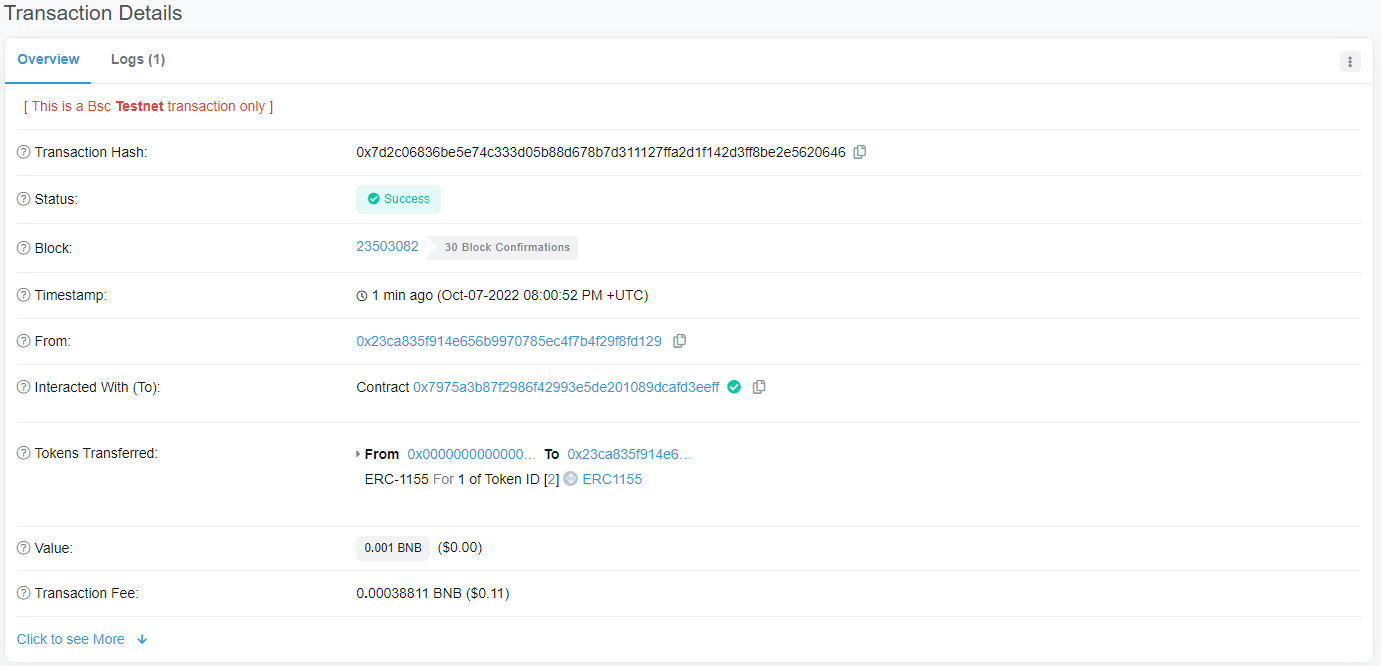 Transaction Details
Overview Logs (1)
[ This is a Bsc Testnet transaction only ]
Transaction Hash: 0x7d2c06836be5e74c333d05b88d678b7d311127ffa2d1f142d3ff8be2e5620646
Status: Success
Block: 23503082 30 Block Confirmations
Timestamp: 1 min ago (Oct-07-2022 08:00:52 PM +UTC)
From: 0x23ca835f914e656b9970785ec4f7b4f29f8fd129
Interacted With (To): Contract 0x7975a3b87f2986f42993e5de201089dcafd3eeff
Tokens Transferred: From 0x0000000000000... To 0x23ca835f914e6...
ERC-1155 For 1 of Token ID [2] ERC1155
Value: 0.001 BNB ($0.00)
Transaction Fee: 0.00038811 BNB ($0.11)
Click to see More